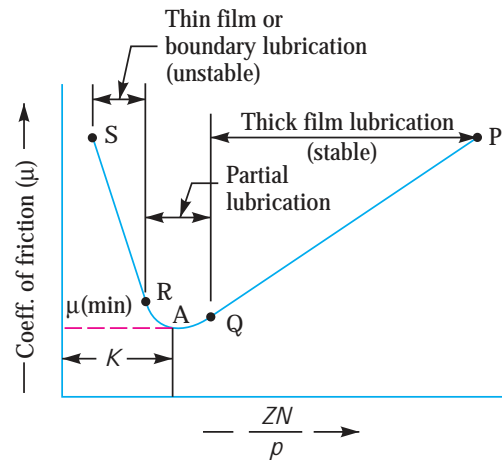 Thin film or
boundary lubrication
(unstable)
S
Thick film lubrication
(stable)
P
Partial
lubrication
Coeff. of friction (μ)
R
A
Q
μ(min)
K
ZN
p